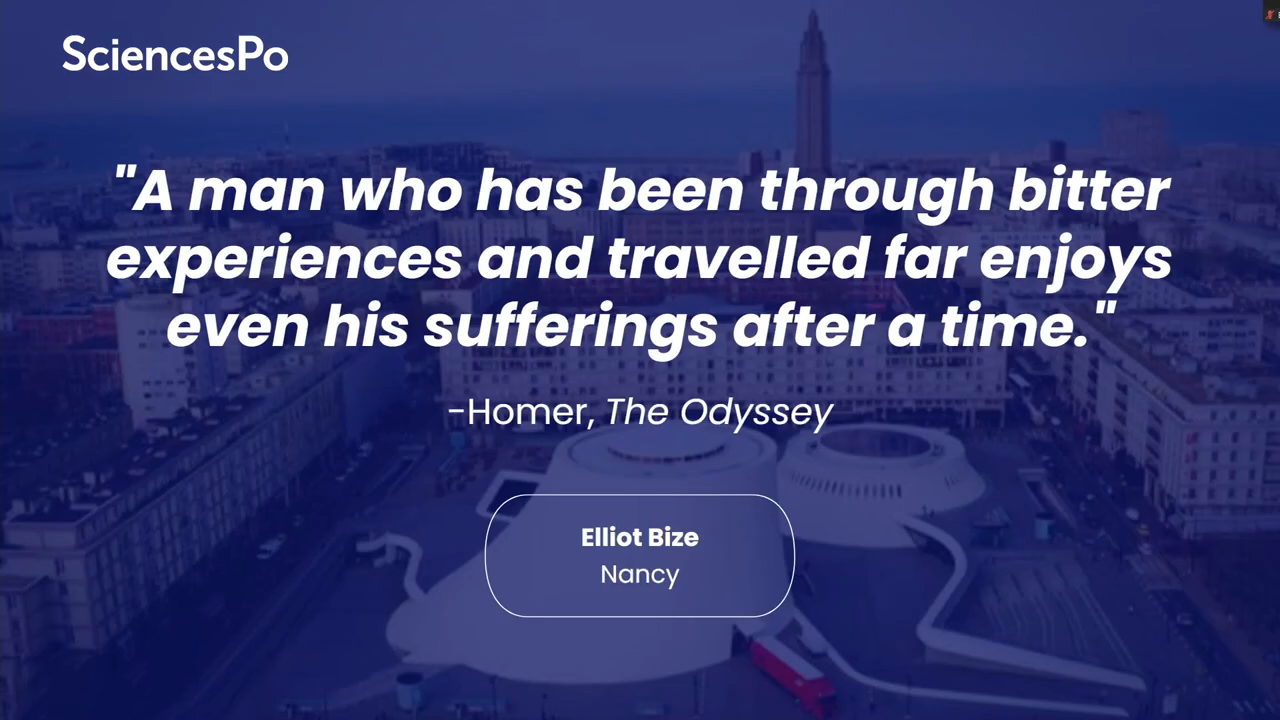 SciencesPo
"A man who has been through bitter
experiences and travelled far enjoys
even his sufferings after a time."
-Homer, The Odyssey
Elliot Bize
Nancy